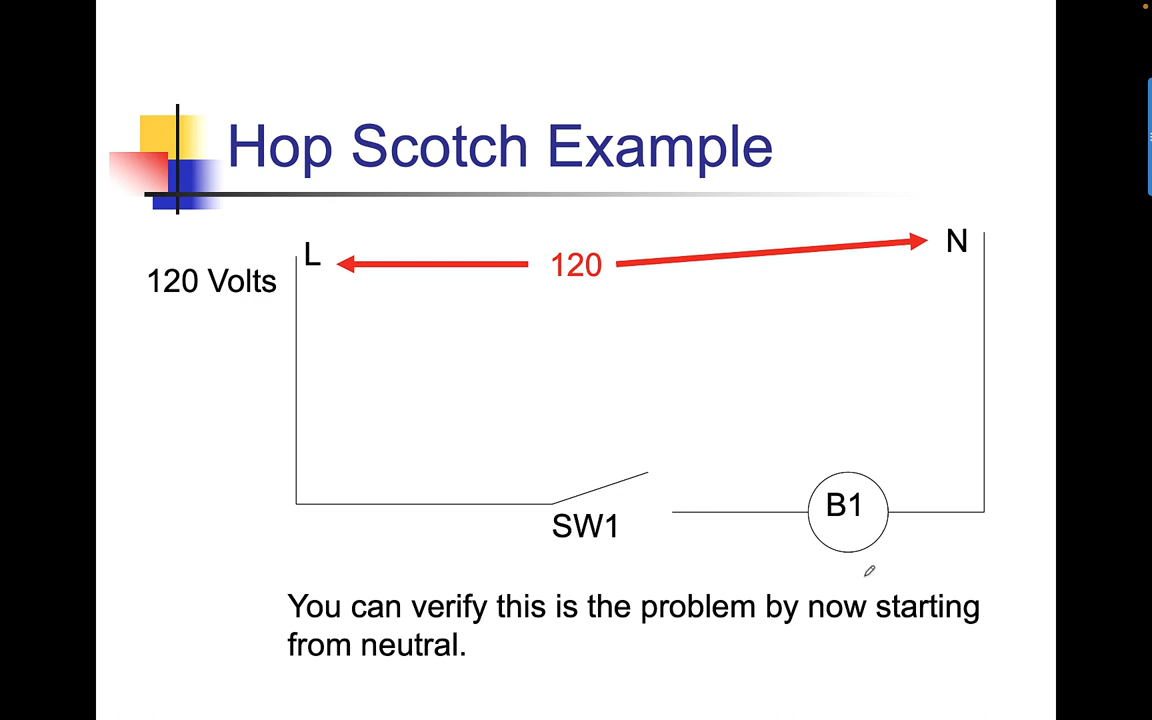 Hop Scotch Example
L
N
120
120 Volts
B1
SW1
You can verify this is the problem by now starting
from neutral.